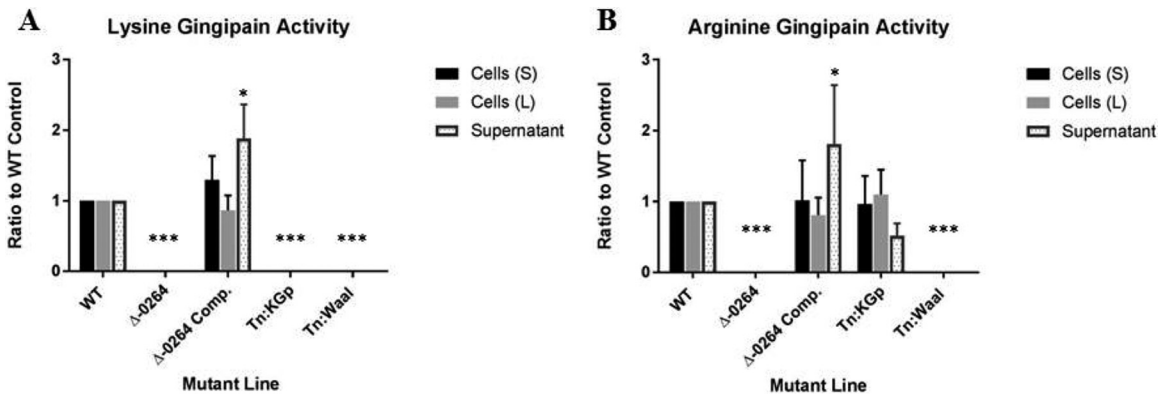 A
Lysine Gingipain Activity
Ratio to WT Control
3
2
1
0
*
***
***
***
WT
Δ-0264
Δ-0264 Comp.
Tn:KGp
Tn:Waal
Mutant Line
Cells (S)
Cells (L)
Supernatant
B
Arginine Gingipain Activity
Ratio to WT Control
3
2
1
0
*
***
***
WT
Δ-0264
Δ-0264 Comp.
Tn:KGp
Tn:Waal
Mutant Line
Cells (S)
Cells (L)
Supernatant